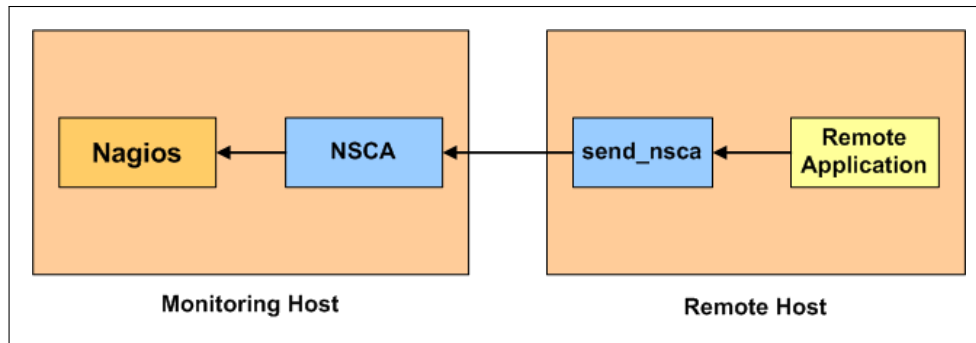 Nagios
NSCA
send_nsca
Remote
Application
Monitoring Host
Remote Host